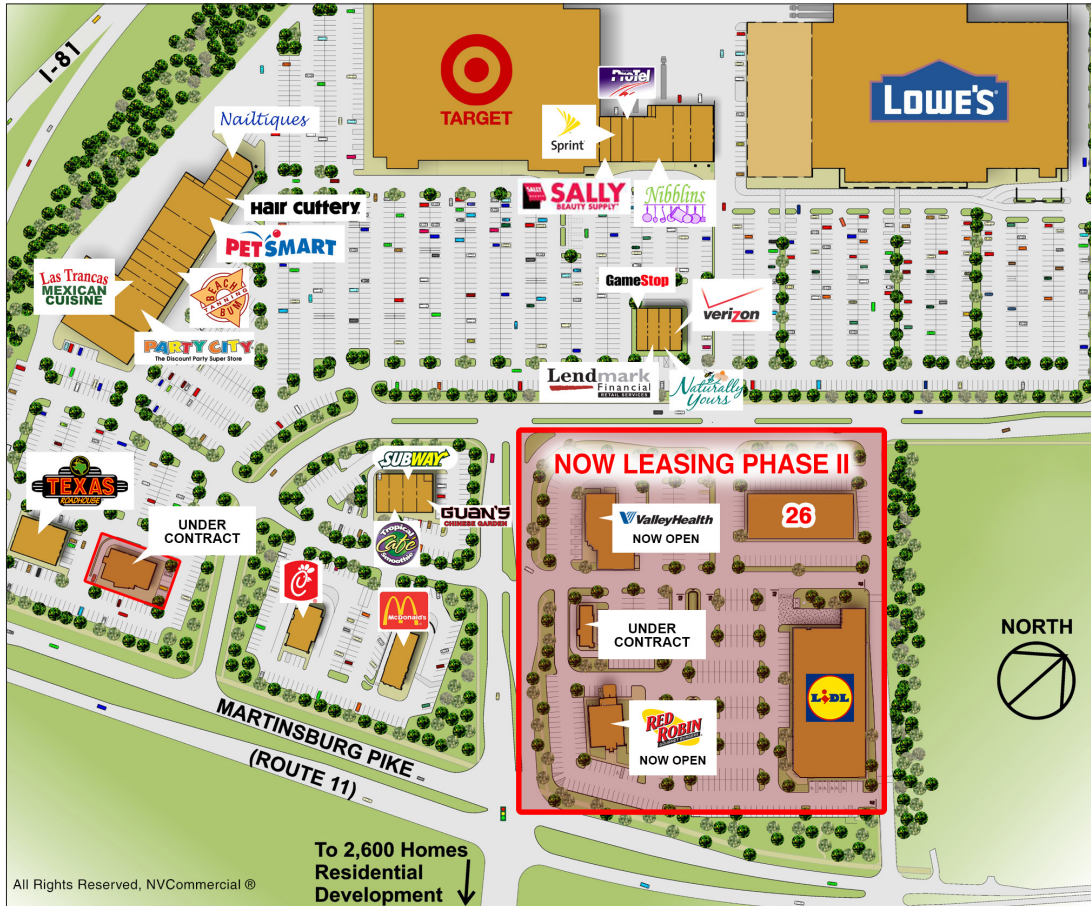 I-81
TARGET
ProTel
Sprint
LOWE'S
Nailtiques
SALLY
BEAUTY SUPPLY
Nibblins
Hair Cuttery
PETSMART
Las Trancas
MEXICAN
CUISINE
BEACH
TANNING
BUM
PARTY CITY
The Discount Party Super Store
GameStop
verizon
Lendmark
Financial
RETAIL SERVICES
Naturally
Yours
TEXAS
ROADHOUSE
UNDER
CONTRACT
SUBWAY
GUAN'S
CHINESE GARDEN
Tropical
Smoothie
Café
McDonald's
NOW LEASING PHASE II
ValleyHealth
NOW OPEN
26
UNDER
CONTRACT
LIDL
RED
ROBIN
NOW OPEN
NORTH
MARTINSBURG PIKE
(ROUTE 11)
To 2,600 Homes
Residential
Development
All Rights Reserved, NVCommercial ®